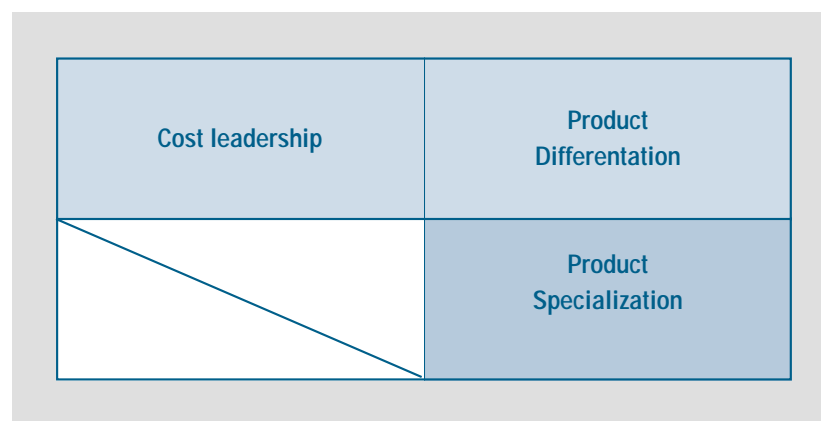 Cost leadership
Product
Differentation
Product
Specialization